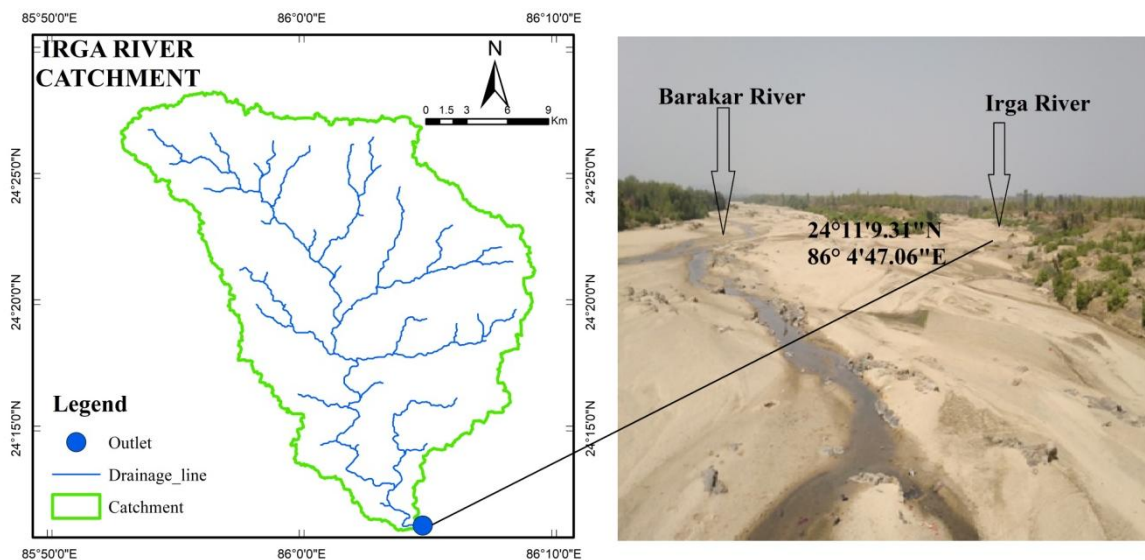 85°50'0"E
86°0'0"E
86°10'0"E
IRGA RIVER
CATCHMENT
N
0 1.5 3 6 9
Km
24°25'0"N
24°20'0"N
24°15'0"N
24°25'0"N
24°20'0"N
24°15'0"N
Legend
Outlet
Drainage_line
Catchment
85°50'0"E
86°0'0"E
86°10'0"E
Barakar River
Irga River
24°11'9.31"N
86° 4'47.06"E